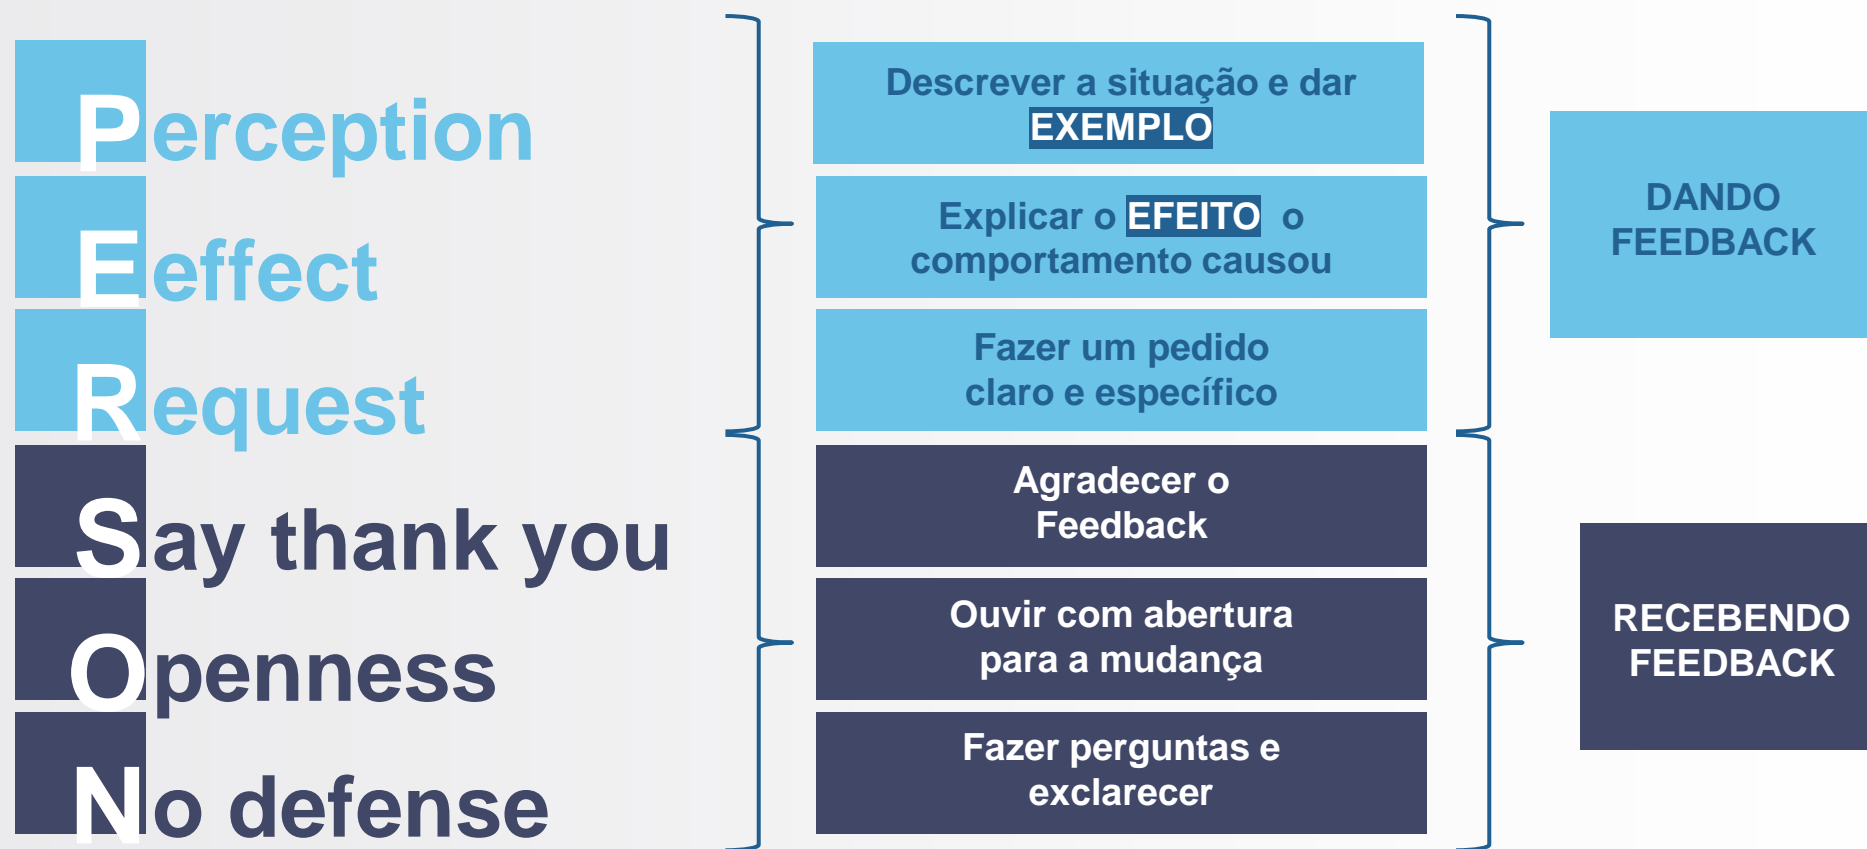 Perception
Eeffect
Request
Say thank you
Openness
No defense
Descrever a situação e dar
EXEMPLO
Explicar o EFEITO o
comportamento causou
Fazer um pedido
claro e específico
Agradecer o
Feedback
Ouvir com abertura
para a mudança
Fazer perguntas e
exclarecer
DANDO
FEEDBACK
RECEBENDO
FEEDBACK